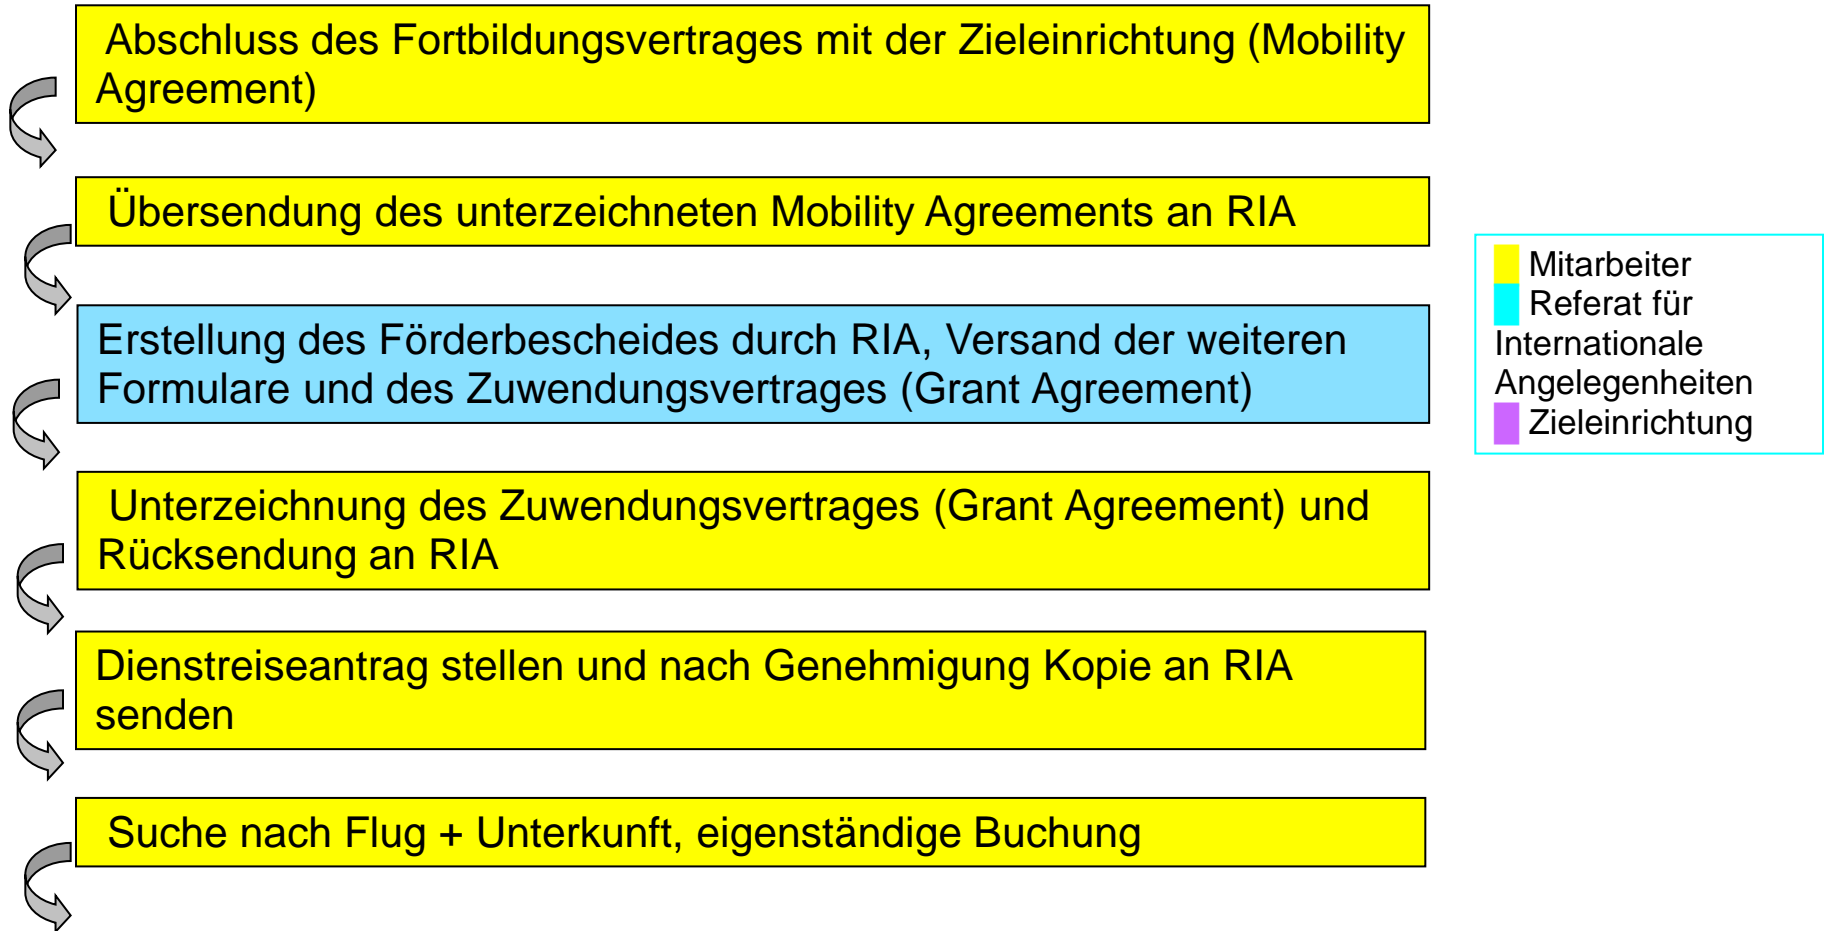 Abschluss des Fortbildungsvertrages mit der Zieleinrichtung (Mobility
Agreement)
Übersendung des unterzeichneten Mobility Agreements an RIA
Erstellung des Förderbescheides durch RIA, Versand der weiteren
Formulare und des Zuwendungsvertrages (Grant Agreement)
Unterzeichnung des Zuwendungsvertrages (Grant Agreement) und
Rücksendung an RIA
Dienstreiseantrag stellen und nach Genehmigung Kopie an RIA
senden
Suche nach Flug + Unterkunft, eigenständige Buchung
Mitarbeiter
Referat für
Internationale
Angelegenheiten
Zieleinrichtung